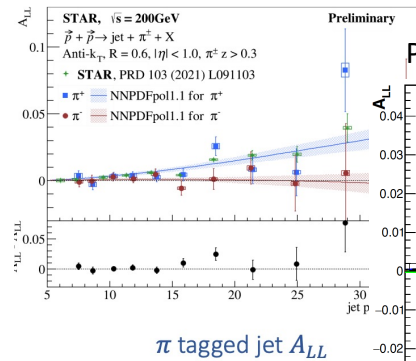 A_LL
STAR, √s = 200GeV Preliminary
p⃗ + p⃗ → jet + π± + X
Anti-k_T, R = 0.6, |η| < 1.0, π± z > 0.3
STAR, PRD 103 (2021) L091103
π+ NNPDFpol1.1 for π+
π- NNPDFpol1.1 for π-
0.1
0.05
0
0.05
0
5 10 15 20 25 30
jet p
π tagged jet A_LL
P
A_LL
0.04
0.03
0.02
0.01
0
-0.01
-0.02